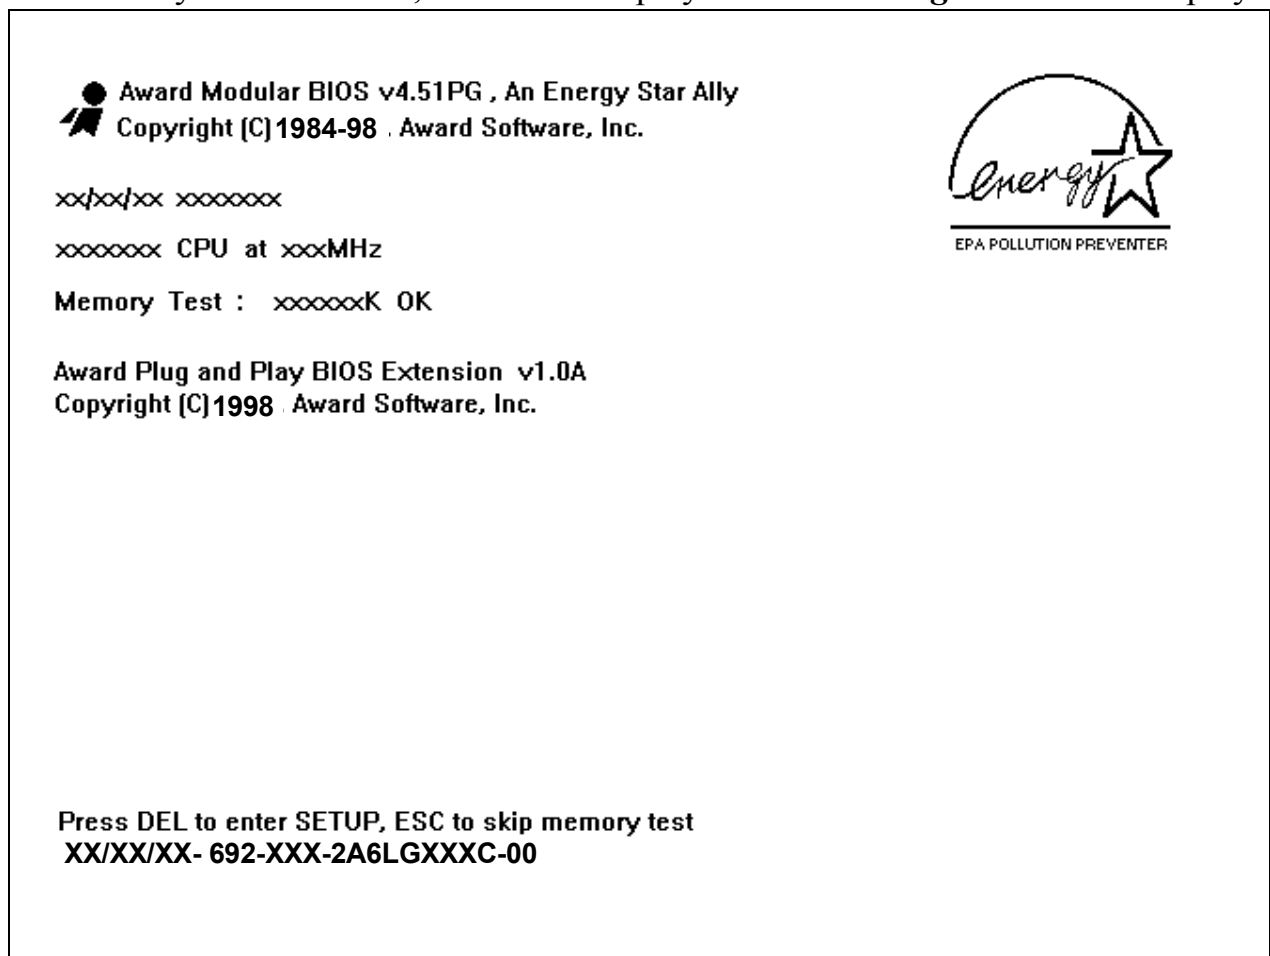 Award Modular BIOS v4.51PG , An Energy Star Ally
Copyright (C) 1984-98 . Award Software, Inc.
energy
EPA POLLUTION PREVENTER
xx/xx/xx xxxxxxx
xxxxxxx CPU at xxxMHz
Memory Test : xxxxxxK OK
Award Plug and Play BIOS Extension v1.0A
Copyright (C) 1998 . Award Software, Inc.
Press DEL to enter SETUP, ESC to skip memory test
XX/XX/XX- 692-XXX-2A6LGXXXC-00